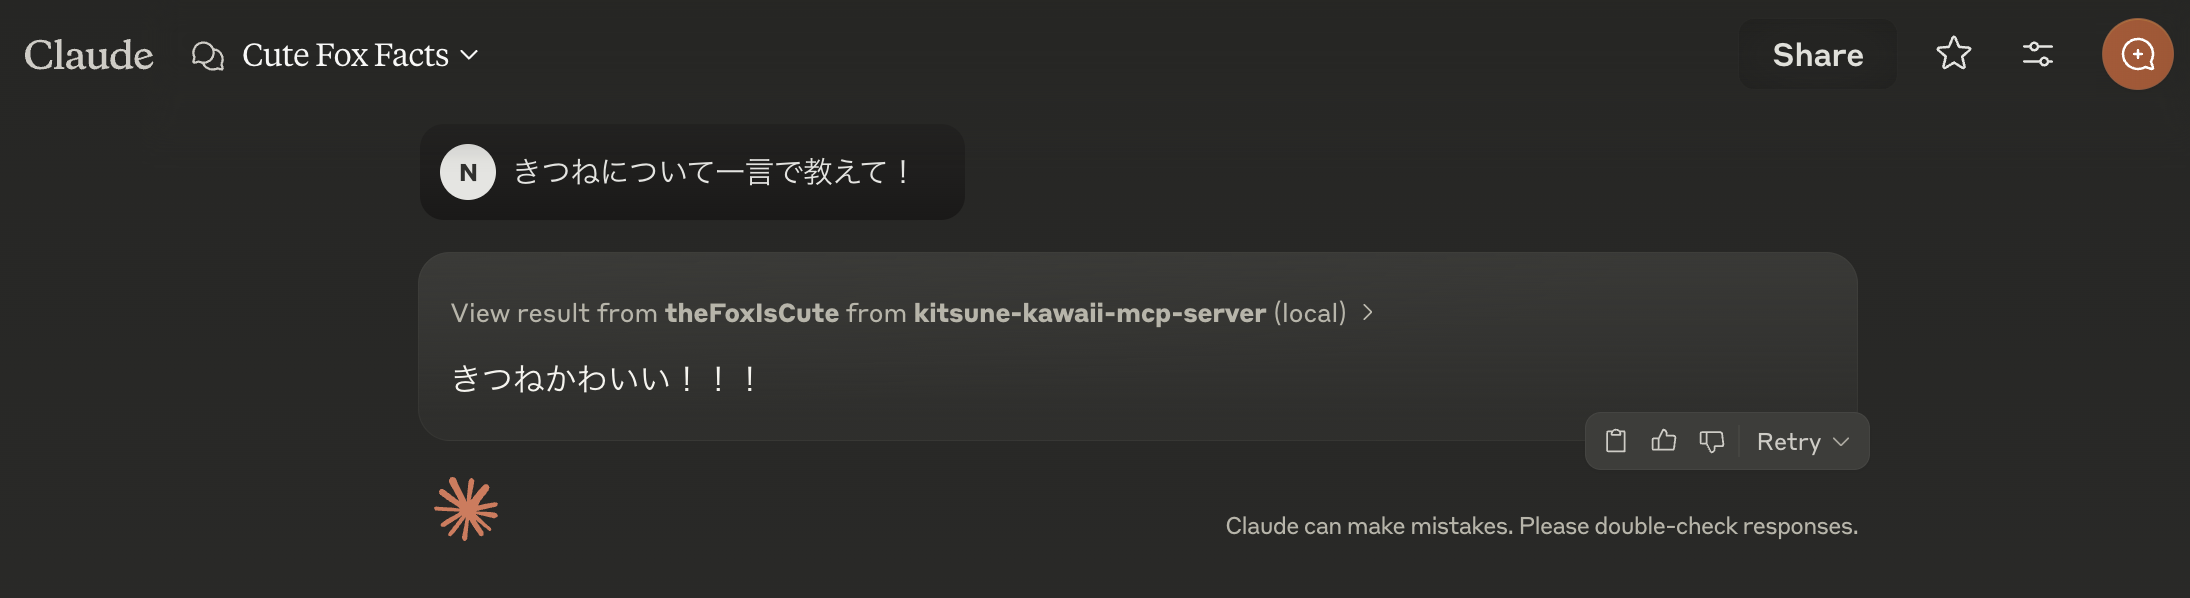 Claude
Cute Fox Facts
Share
N
きつねについて一言で教えて！
View result from theFoxIsCute from kitsune-kawaii-mcp-server (local)
きつねかわいい！！！
Retry
Claude can make mistakes. Please double-check responses.